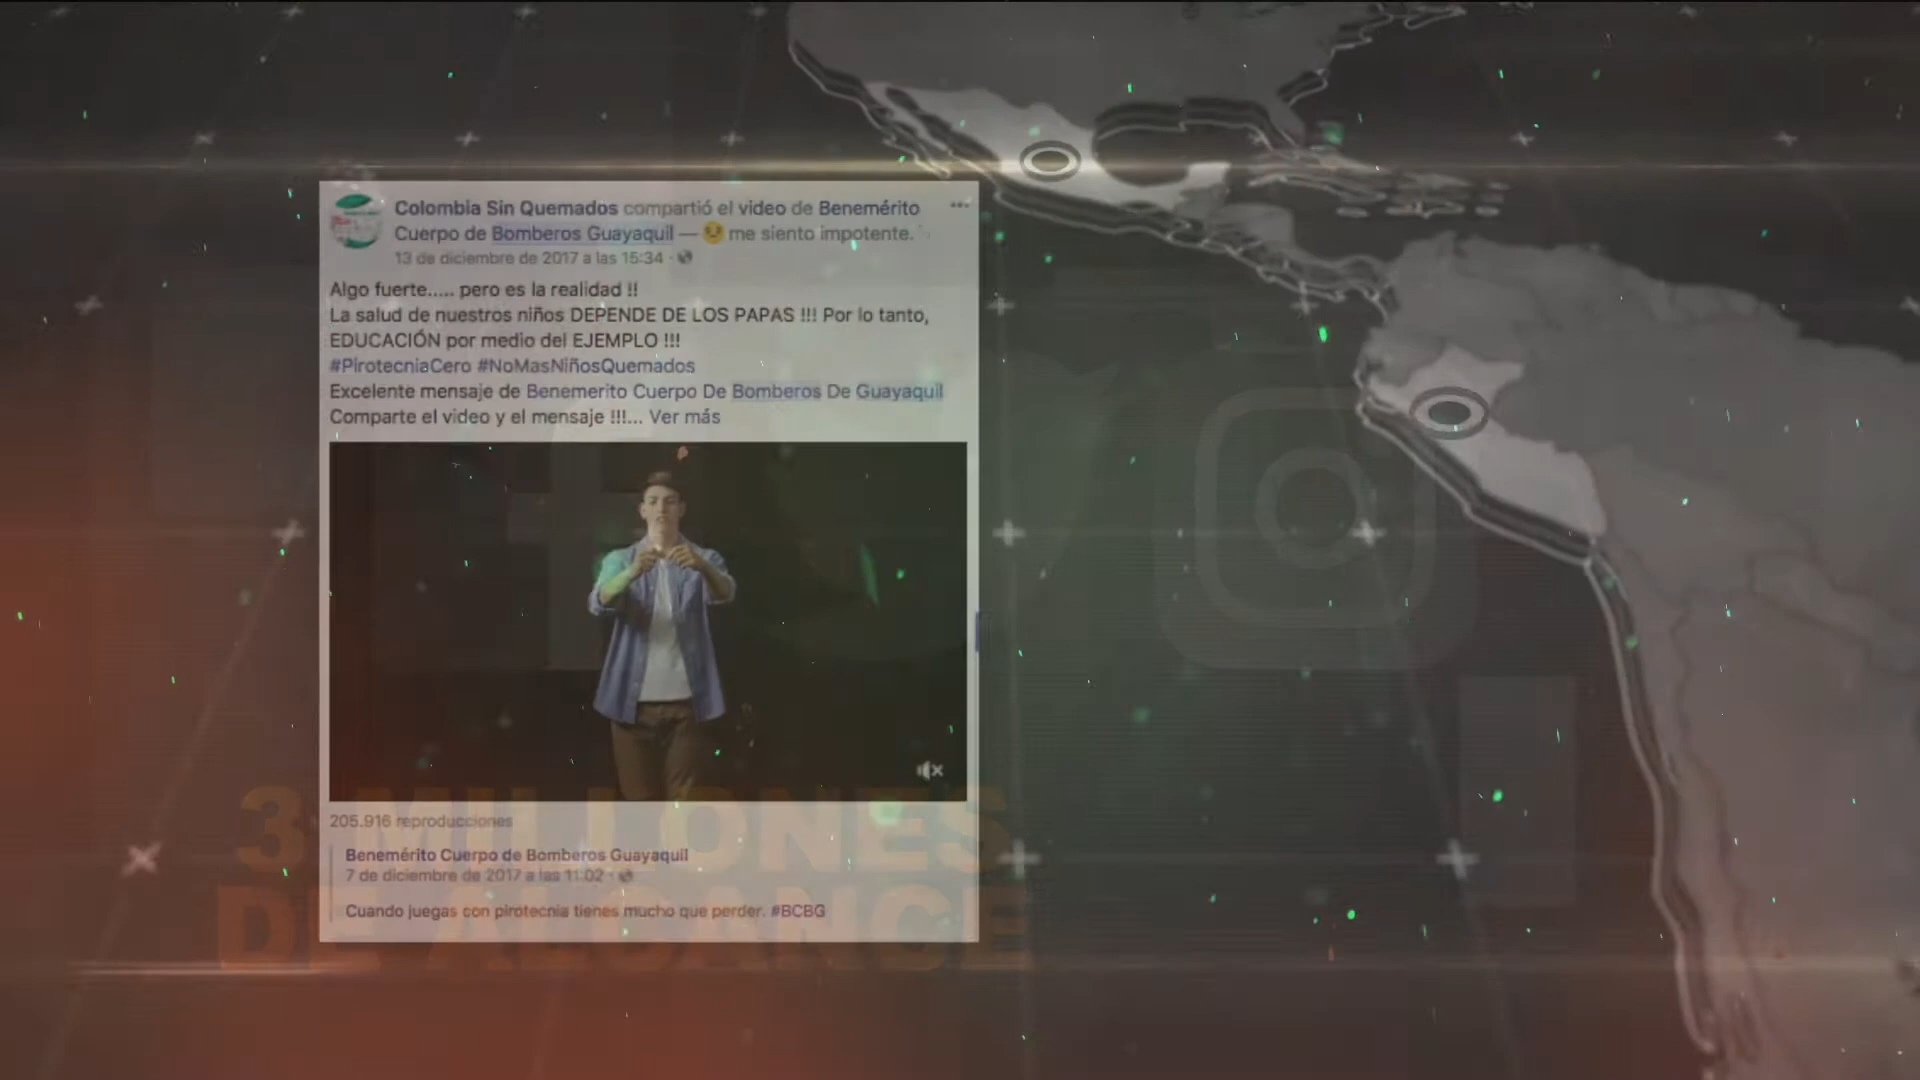 Colombia Sin Quemados compartió el video de Benemérito
Cuerpo de Bomberos Guayaquil — 😟 me siento impotente.
13 de diciembre de 2017 a las 15:34 ·
Algo fuerte..... pero es la realidad !!
La salud de nuestros niños DEPENDE DE LOS PAPAS !!! Por lo tanto,
EDUCACIÓN por medio del EJEMPLO !!!
#PirotecniaCero #NoMasNiñosQuemados
Excelente mensaje de Benemerito Cuerpo De Bomberos De Guayaquil
Comparte el video y el mensaje !!!... Ver más
205.916 reproducciones
Benemérito Cuerpo de Bomberos Guayaquil
7 de diciembre de 2017 a las 11:02 ·
Cuando juegas con pirotecnia tienes mucho que perder. #BCBG
3 MILLONES
DE ALCANCE